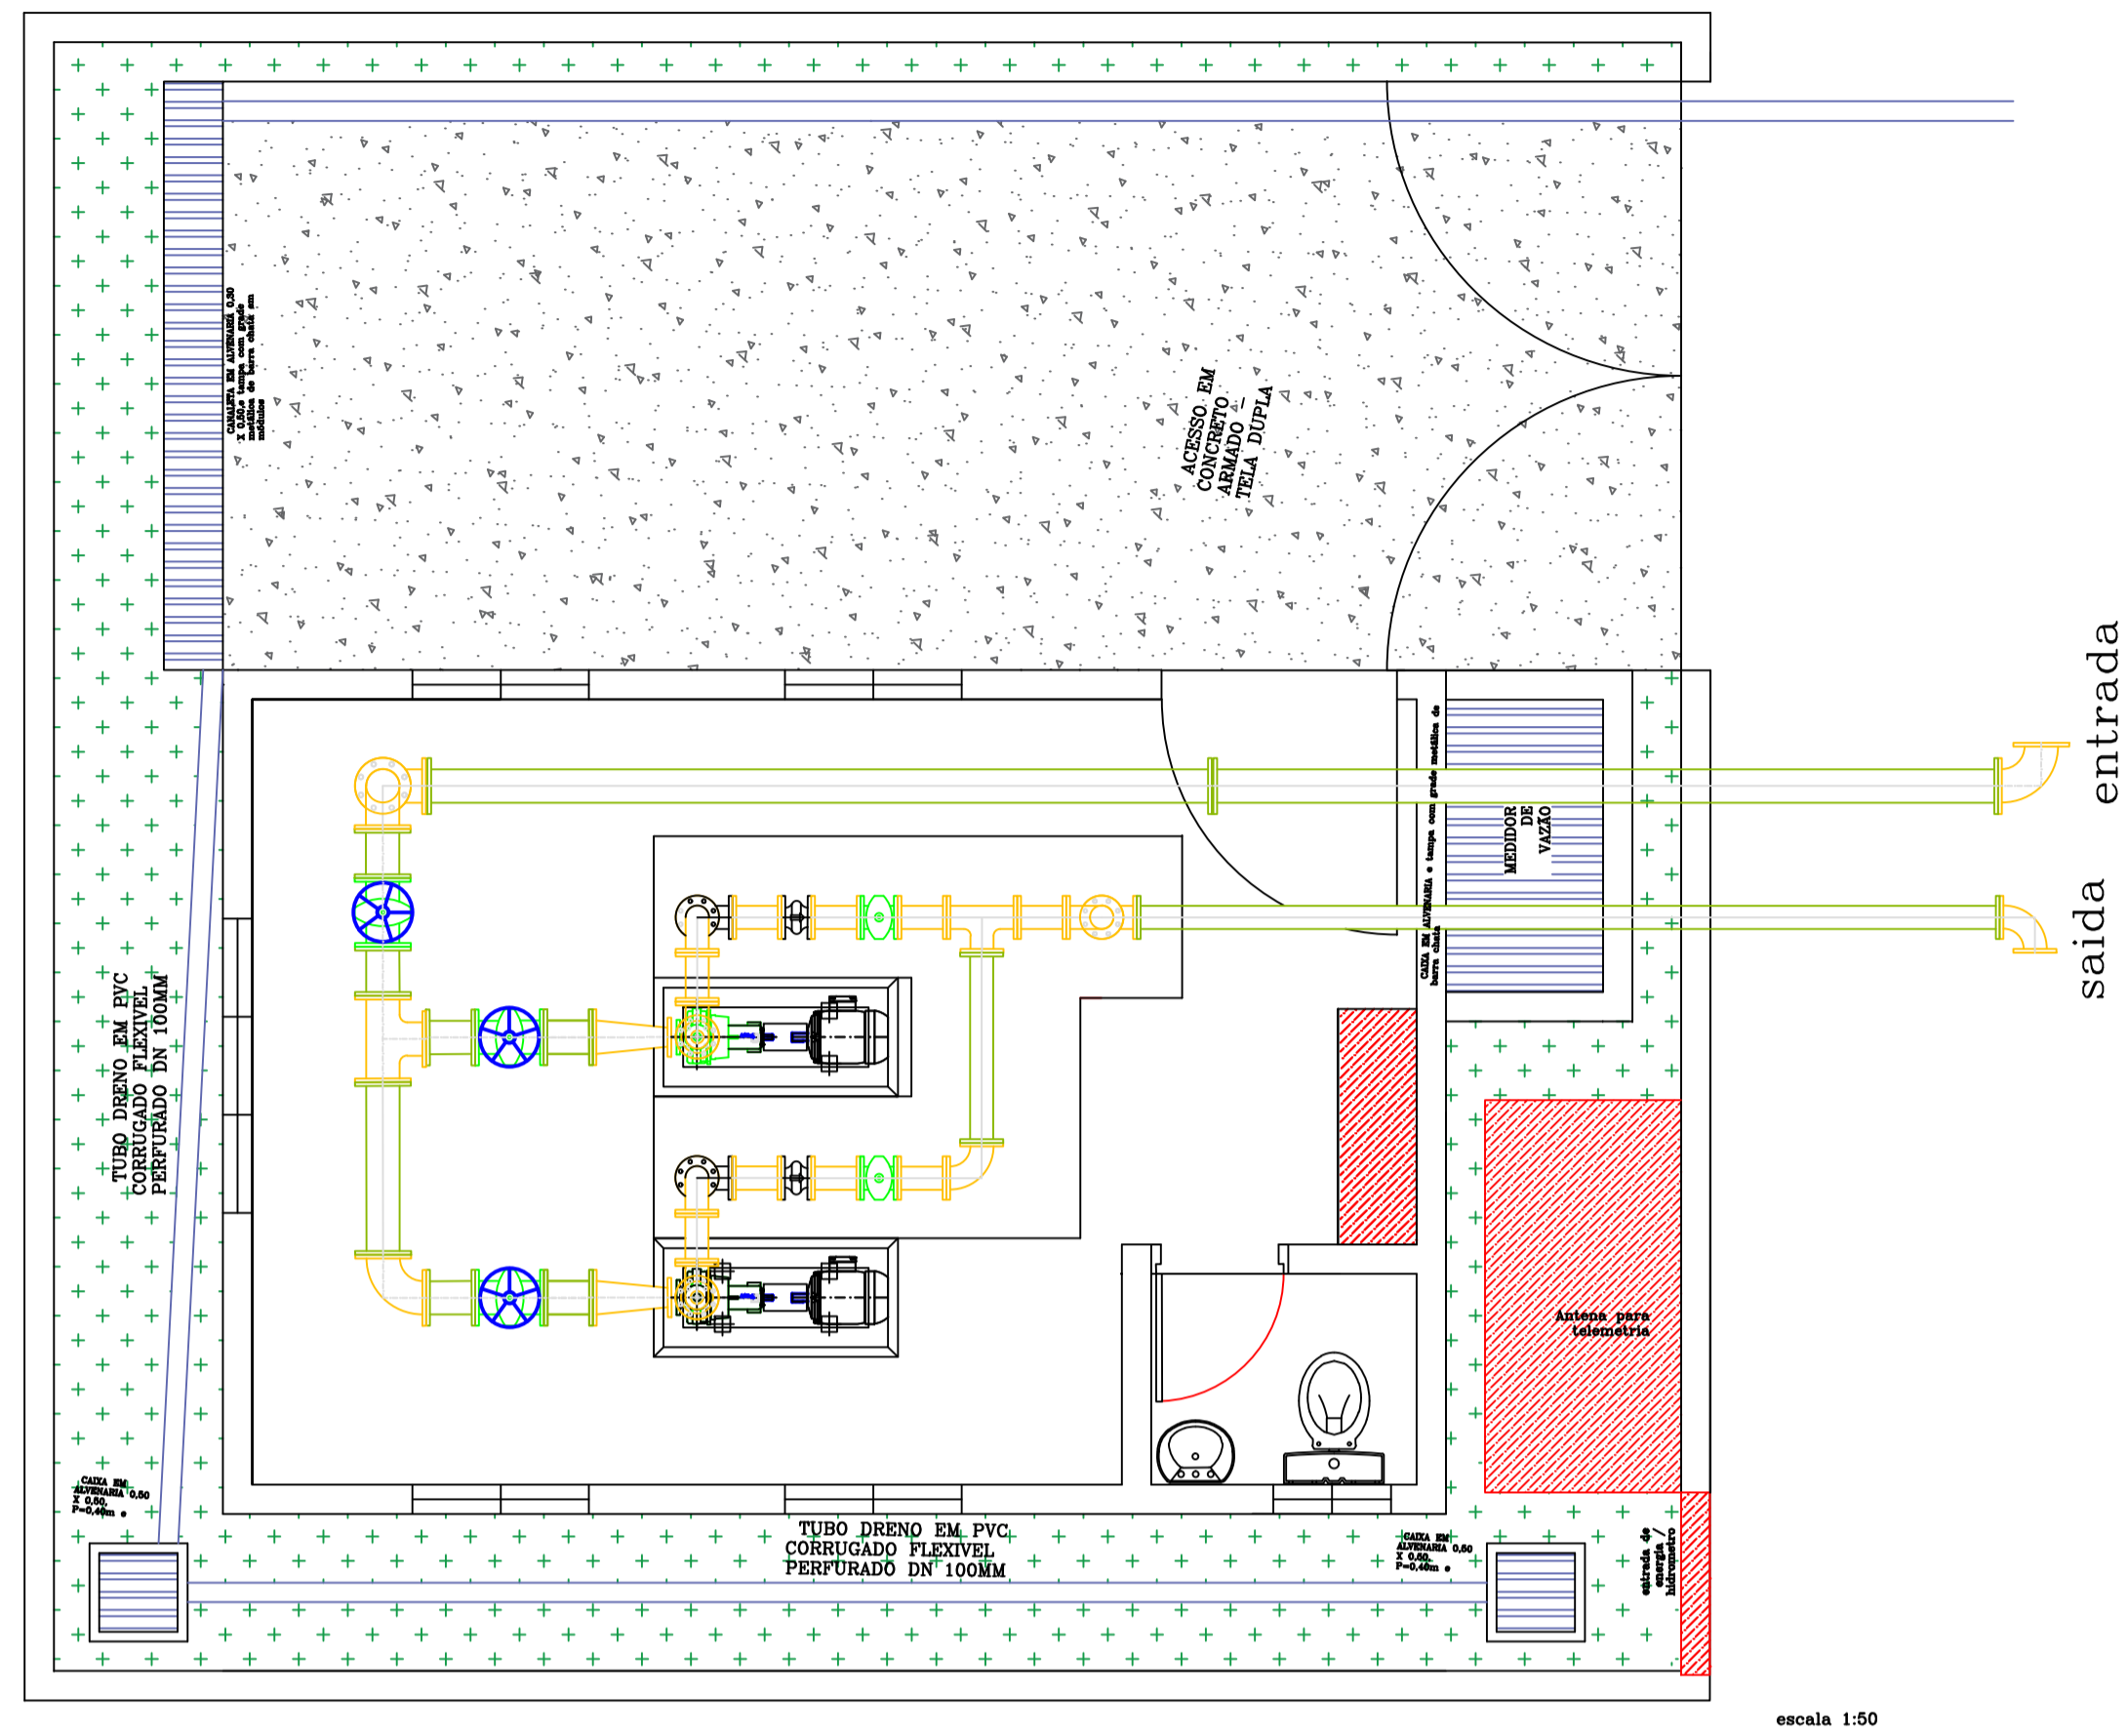 CANALETA EM ALVENARIA 0,30
X 0,50,e tampa com grade
metálica de barra chata em
módulos
ACESSO EM
CONCRETO
ARMADO –
TELA DUPLA
entrada
saida
MEDIDOR
DE
VAZÃO
CAIXA EM ALVENARIA e tampa com grade metálica de
barra chata
TUBO DRENO EM PVC
CORRUGADO FLEXIVEL
PERFURADO DN 100MM
Antena para
telemetria
CAIXA EM
ALVENARIA 0,50
X 0,50,
P=0,40m e
TUBO DRENO EM PVC
CORRUGADO FLEXIVEL
PERFURADO DN 100MM
CAIXA EM
ALVENARIA 0,50
X 0,50,
P=0,40m e
entrada de
energia /
hidrometro
escala 1:50